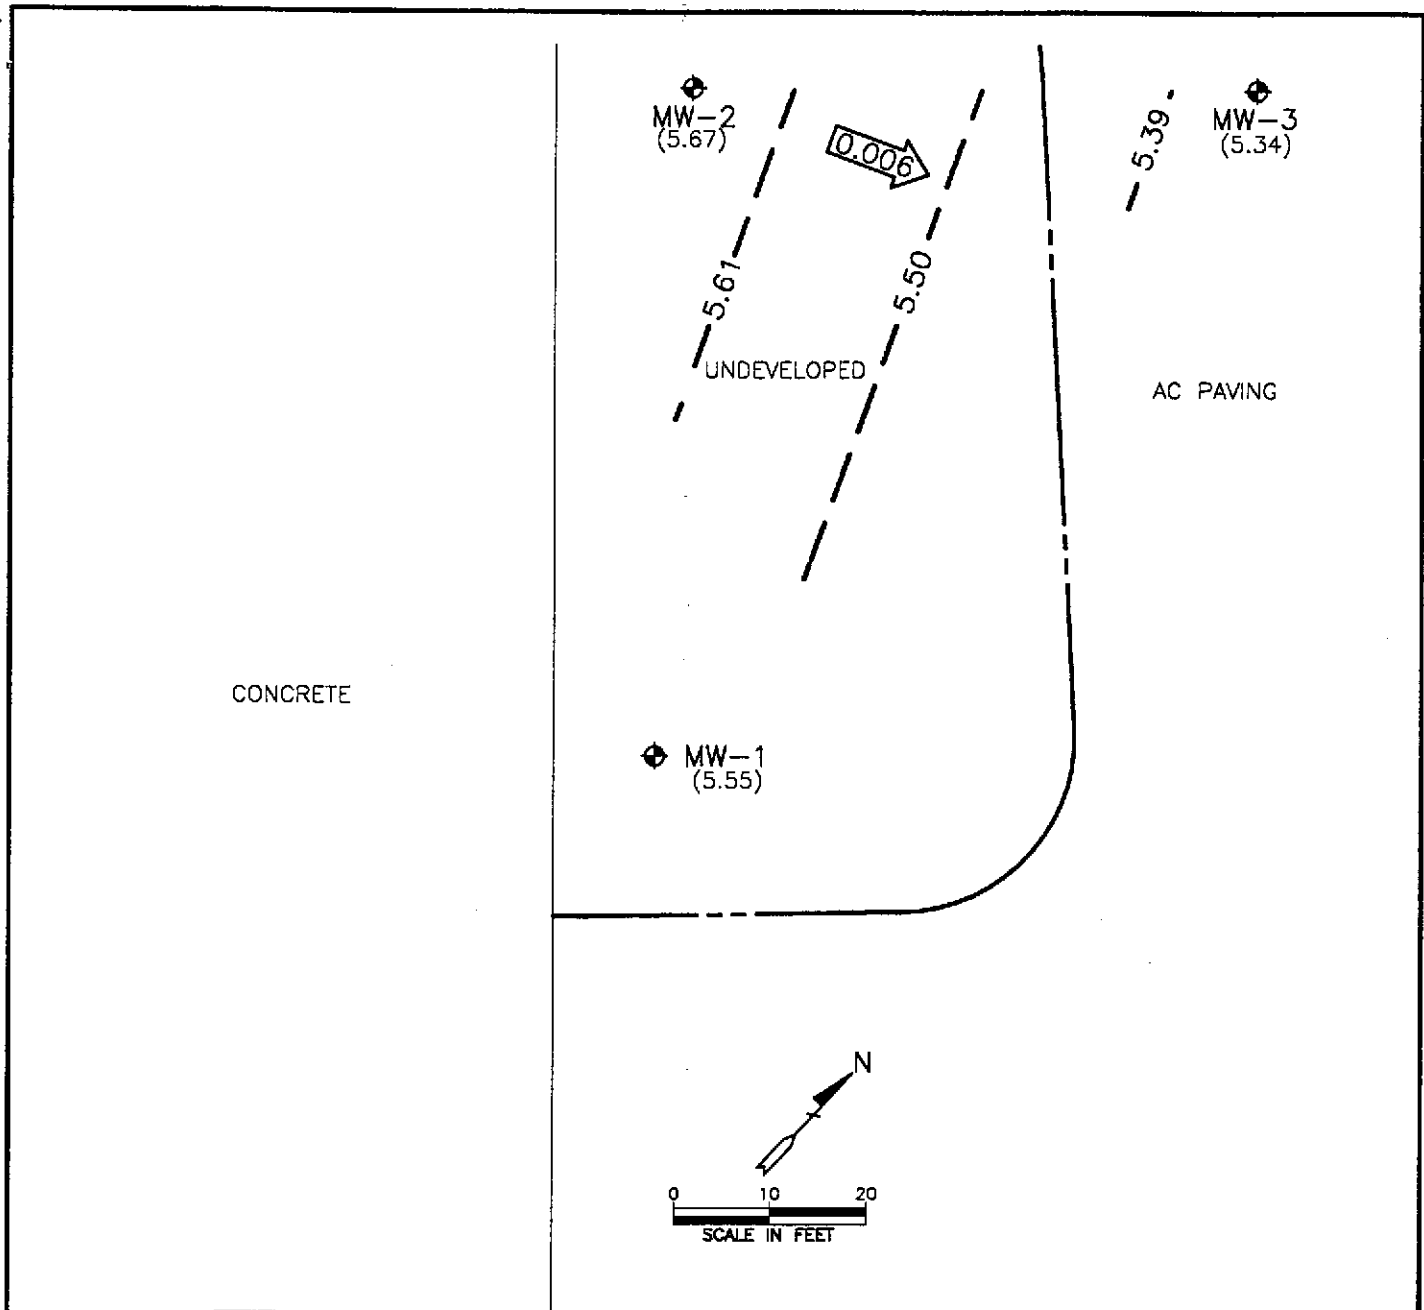 MW-2
(5.67)
0.006
5.39
MW-3
(5.34)
5.61
5.50
UNDEVELOPED
AC PAVING
CONCRETE
MW-1
(5.55)
N
0 10 20
SCALE IN FEET